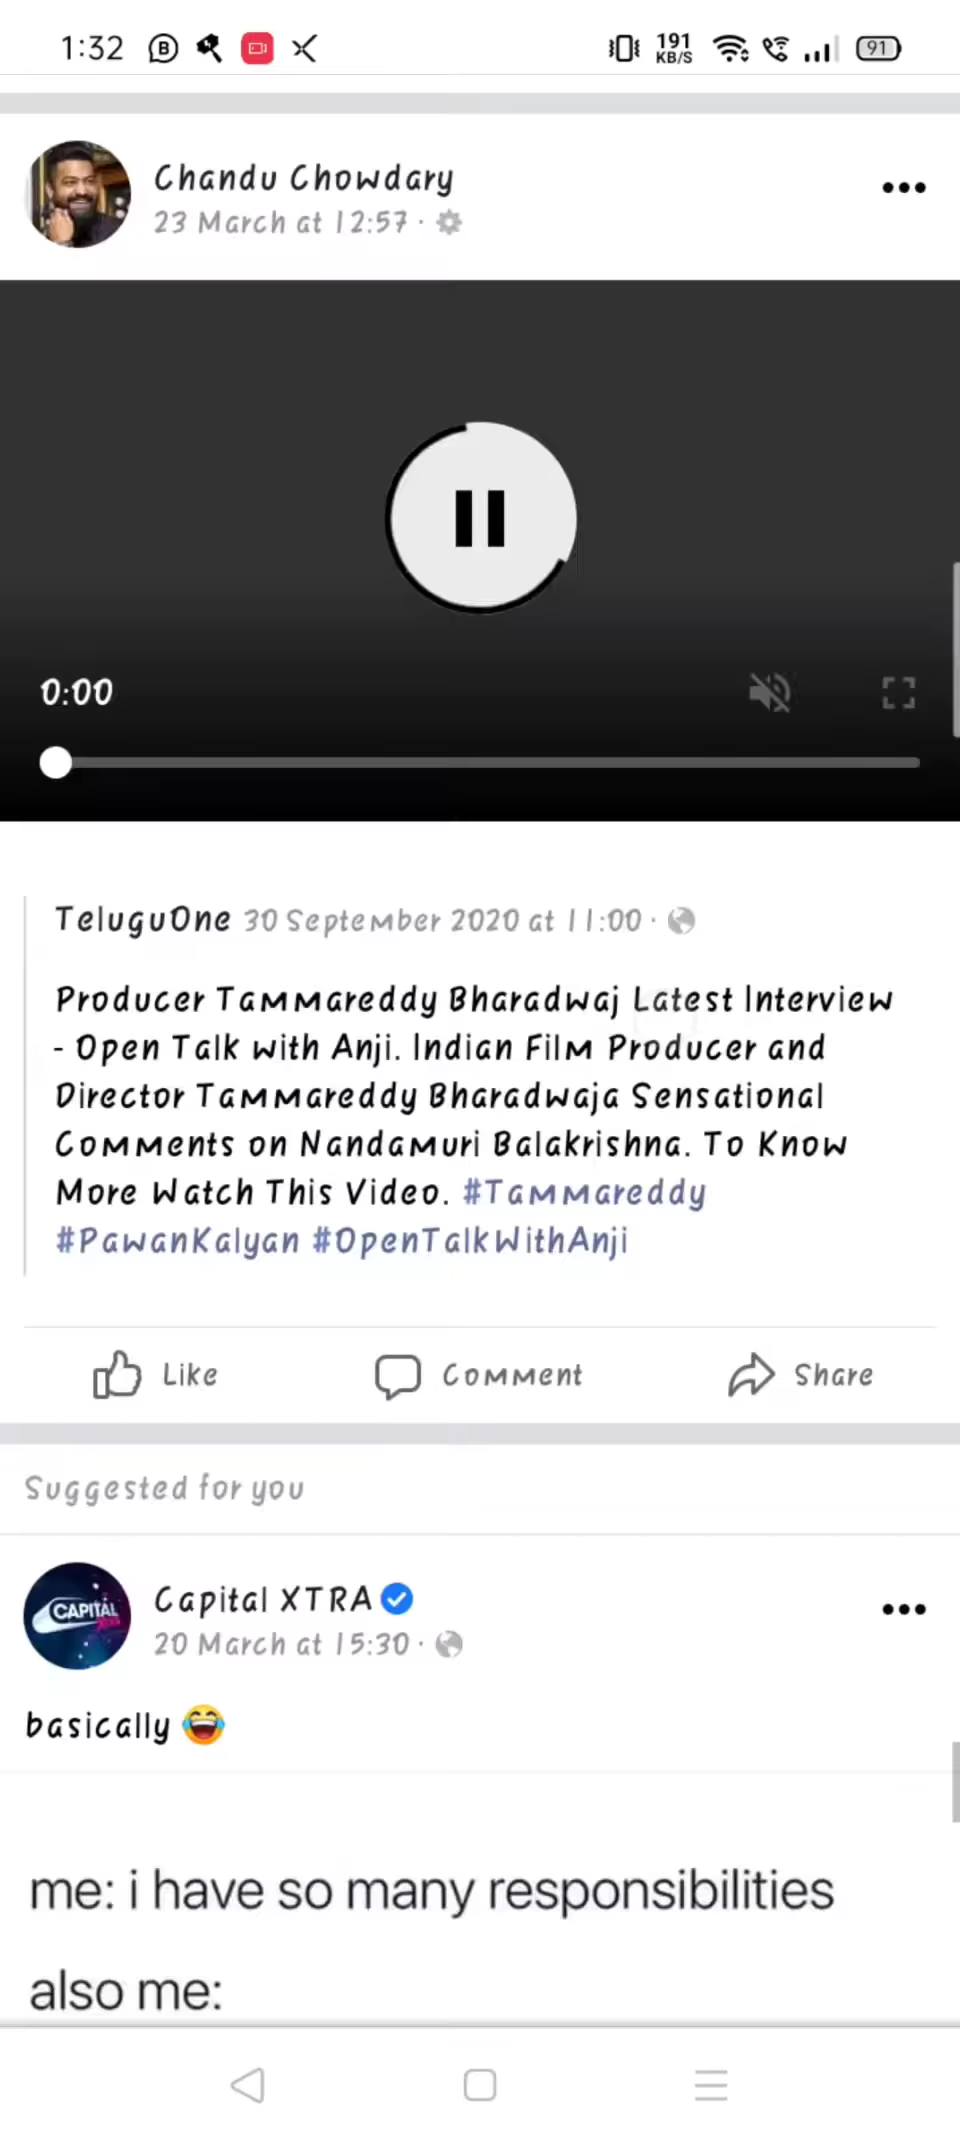 1:32
191
KB/S
91
Chandu Chowdary
23 March at 12:57 ·
0:00
TeluguOne 30 September 2020 at 11:00 ·
Producer Tammareddy Bharadwaj Latest Interview
- Open Talk with Anji. Indian Film Producer and
Director Tammareddy Bharadwaja Sensational
Comments on Nandamuri Balakrishna. To Know
More Watch This Video. #Tammareddy
#PawanKalyan #OpenTalkWithAnji
Like
Comment
Share
Suggested for you
CAPITAL
XTRA
Capital XTRA
20 March at 15:30 ·
basically 😂
me: i have so many responsibilities
also me: